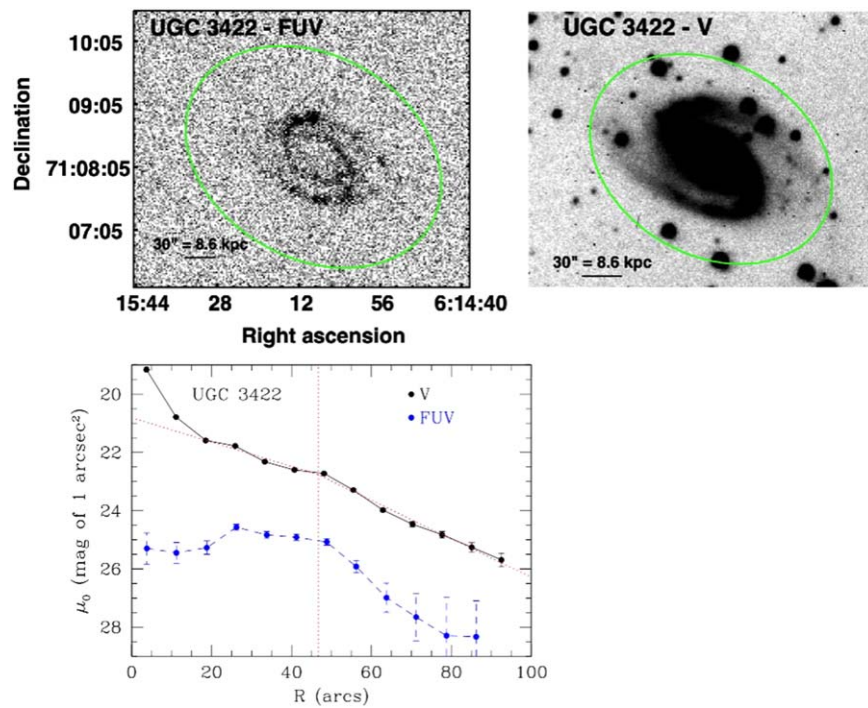 UGC 3422 - FUV
10:05
09:05
71:08:05
07:05
Declination
30" = 8.6 kpc
15:44 28 12 56 6:14:40
Right ascension
UGC 3422 - V
30" = 8.6 kpc
UGC 3422
V
FUV
20
22
24
26
28
μ₀ (mag of 1 arcsec²)
0 20 40 60 80 100
R (arcs)